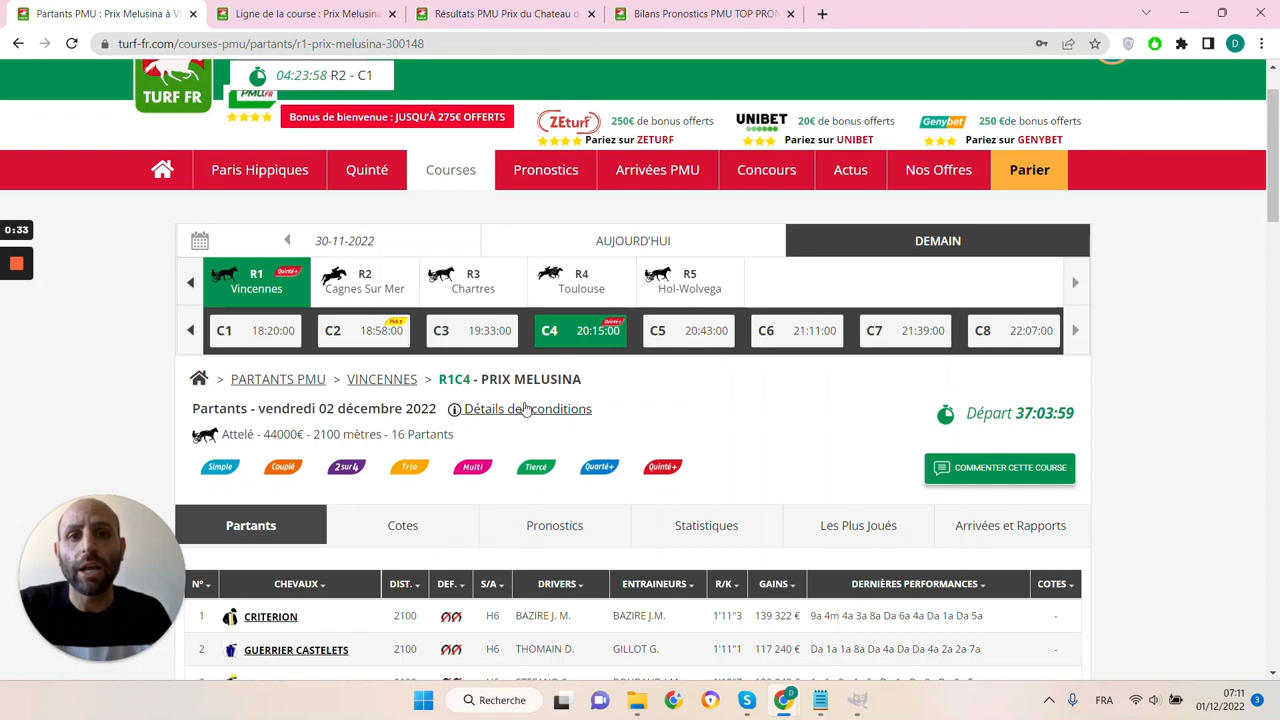 Partants PMU : Prix Melusina à V
Ligne de la course : Prix Melusina
Résultats PMU Prix du Chateau d
Bilans Pronostics PMU TOP PRON
turf-fr.com/courses-pmu/partants/r1-prix-melusina-300148
TURF FR
04:23:58 R2 - C1
Bonus de bienvenue : JUSQU'À 275€ OFFERTS
ZEturf 250€ de bonus offerts
Pariez sur ZETURF
UNIBET 20€ de bonus offerts
Pariez sur UNIBET
Genybet 250 €de bonus offerts
Pariez sur GENYBET
Paris Hippiques Quinté Courses Pronostics Arrivées PMU Concours Actus Nos Offres Parier
0:33
30-11-2022 AUJOURD'HUI DEMAIN
R1 Quinté+ R2 R3 R4 R5
Vincennes Cagnes Sur Mer Chartres Toulouse Hol-Wolvega
C1 18:20:00 C2 18:58:00 C3 19:33:00 C4 20:15:00 Quinté+ C5 20:43:00 C6 21:11:00 C7 21:39:00 C8 22:07:00
> PARTANTS PMU > VINCENNES > R1C4 - PRIX MELUSINA
Partants - vendredi 02 décembre 2022 Détails des conditions
Départ 37:03:59
Attelé - 44000€ - 2100 mètres - 16 Partants
Simple Couplé 2sur4 Trio Multi Tiercé Quarté+ Quinté+
COMMENTER CETTE COURSE
Partants Cotes Pronostics Statistiques Les Plus Joués Arrivées et Rapports
N° CHEVAUX DIST. DEF. S/A DRIVERS ENTRAINEURS R/K GAINS DERNIÈRES PERFORMANCES COTES
1 CRITERION 2100 H6 BAZIRE J. M. BAZIRE J.M. 1'11"3 139 322 € 9a 4m 4a 3a 8a Da 6a 4a Da 1a Da 5a -
2 GUERRIER CASTELETS 2100 H6 THOMAIN D. GILLOT G. 1'11"1 117 240 € Da 1a 1a 8a Da Da Da 4a 2a 2a 7a -
Recherche
FRA
07:11
01/12/2022
3